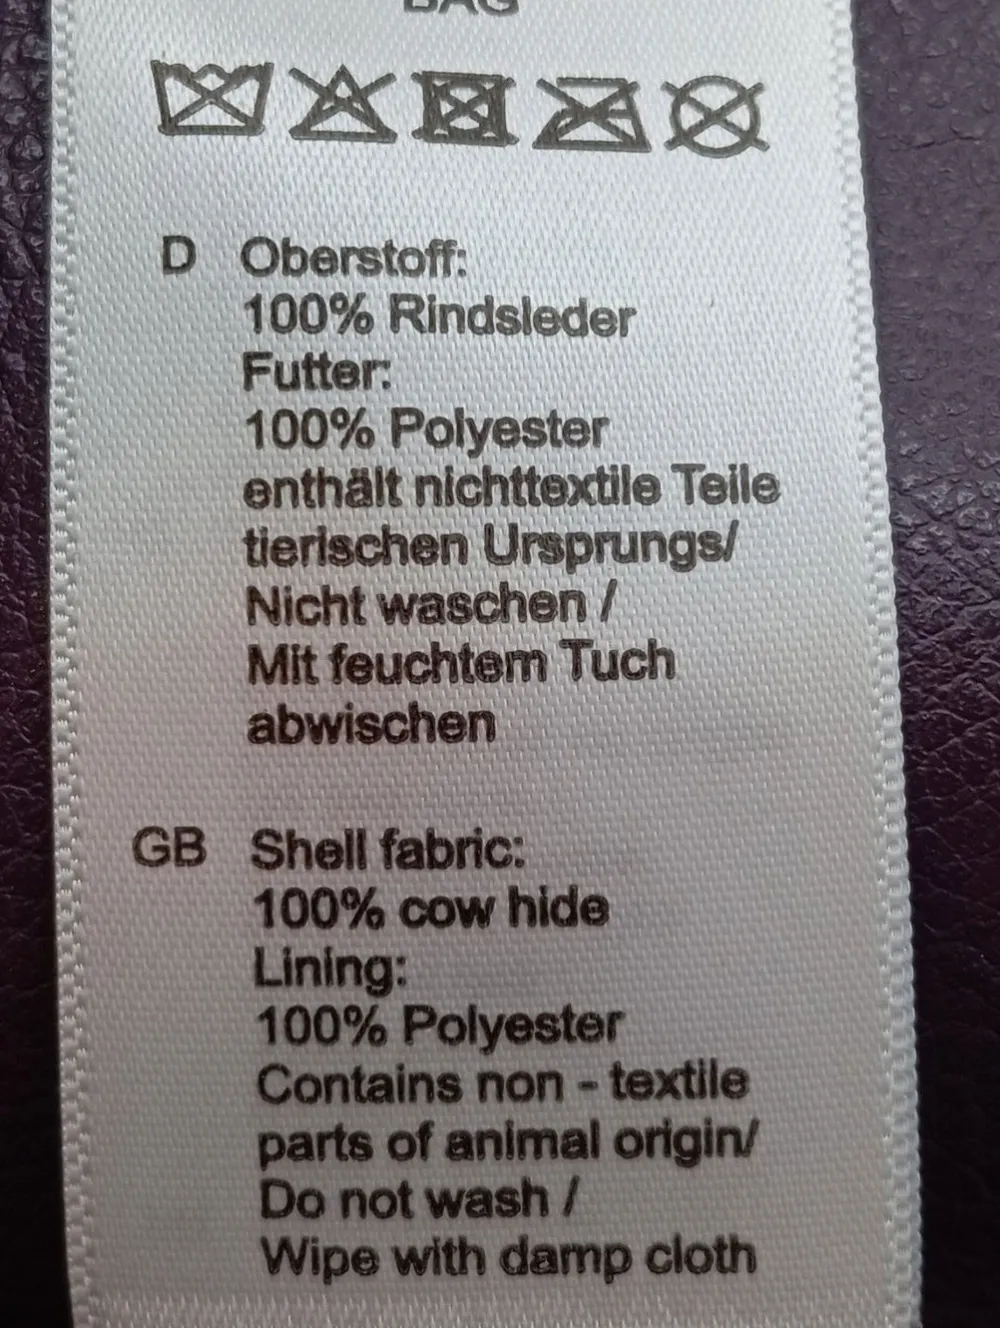 BAG
D Oberstoff:
100% Rindsleder
Futter:
100% Polyester
enthält nichttextile Teile
tierischen Ursprungs/
Nicht waschen /
Mit feuchtem Tuch
abwischen
GB Shell fabric:
100% cow hide
Lining:
100% Polyester
Contains non - textile
parts of animal origin/
Do not wash /
Wipe with damp cloth